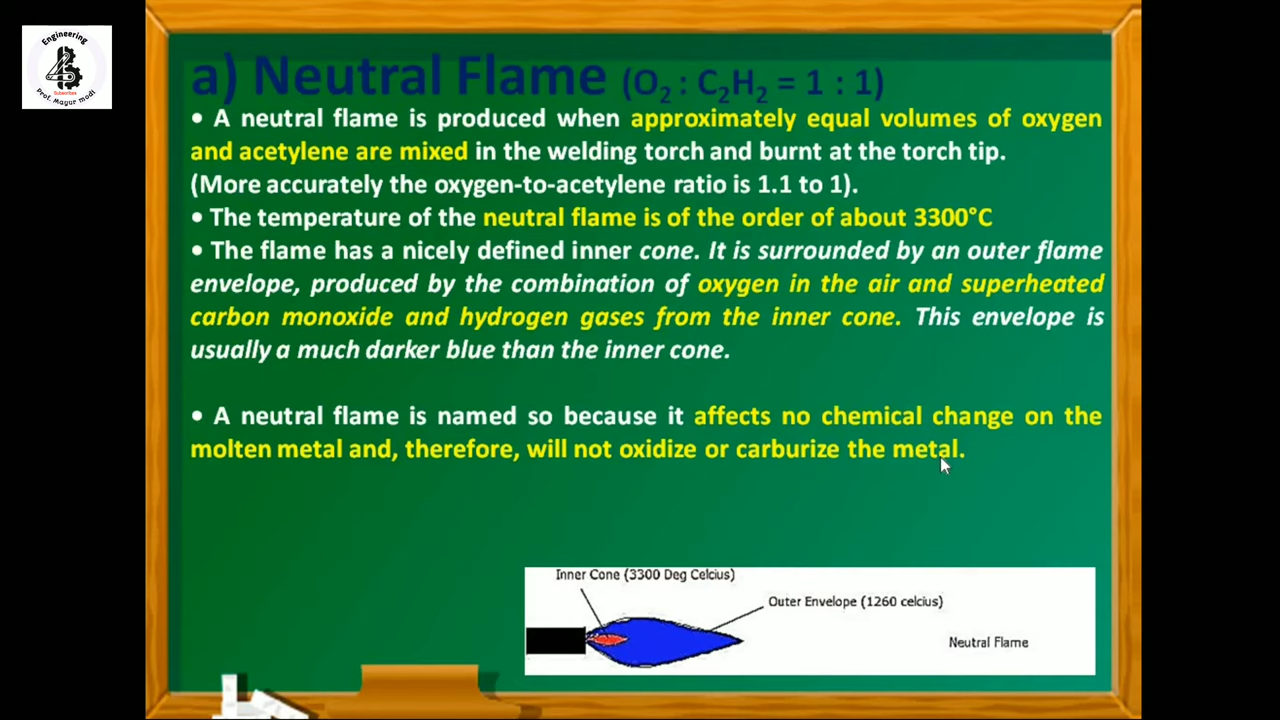 Engineering
Subscribe
Prof. Mayur modi
a) Neutral Flame (O₂ : C₂H₂ = 1 : 1)
• A neutral flame is produced when approximately equal volumes of oxygen
and acetylene are mixed in the welding torch and burnt at the torch tip.
(More accurately the oxygen-to-acetylene ratio is 1.1 to 1).
• The temperature of the neutral flame is of the order of about 3300°C
• The flame has a nicely defined inner cone. It is surrounded by an outer flame
envelope, produced by the combination of oxygen in the air and superheated
carbon monoxide and hydrogen gases from the inner cone. This envelope is
usually a much darker blue than the inner cone.
• A neutral flame is named so because it affects no chemical change on the
molten metal and, therefore, will not oxidize or carburize the metal.
Inner Cone (3300 Deg Celcius)
Outer Envelope (1260 celcius)
Neutral Flame